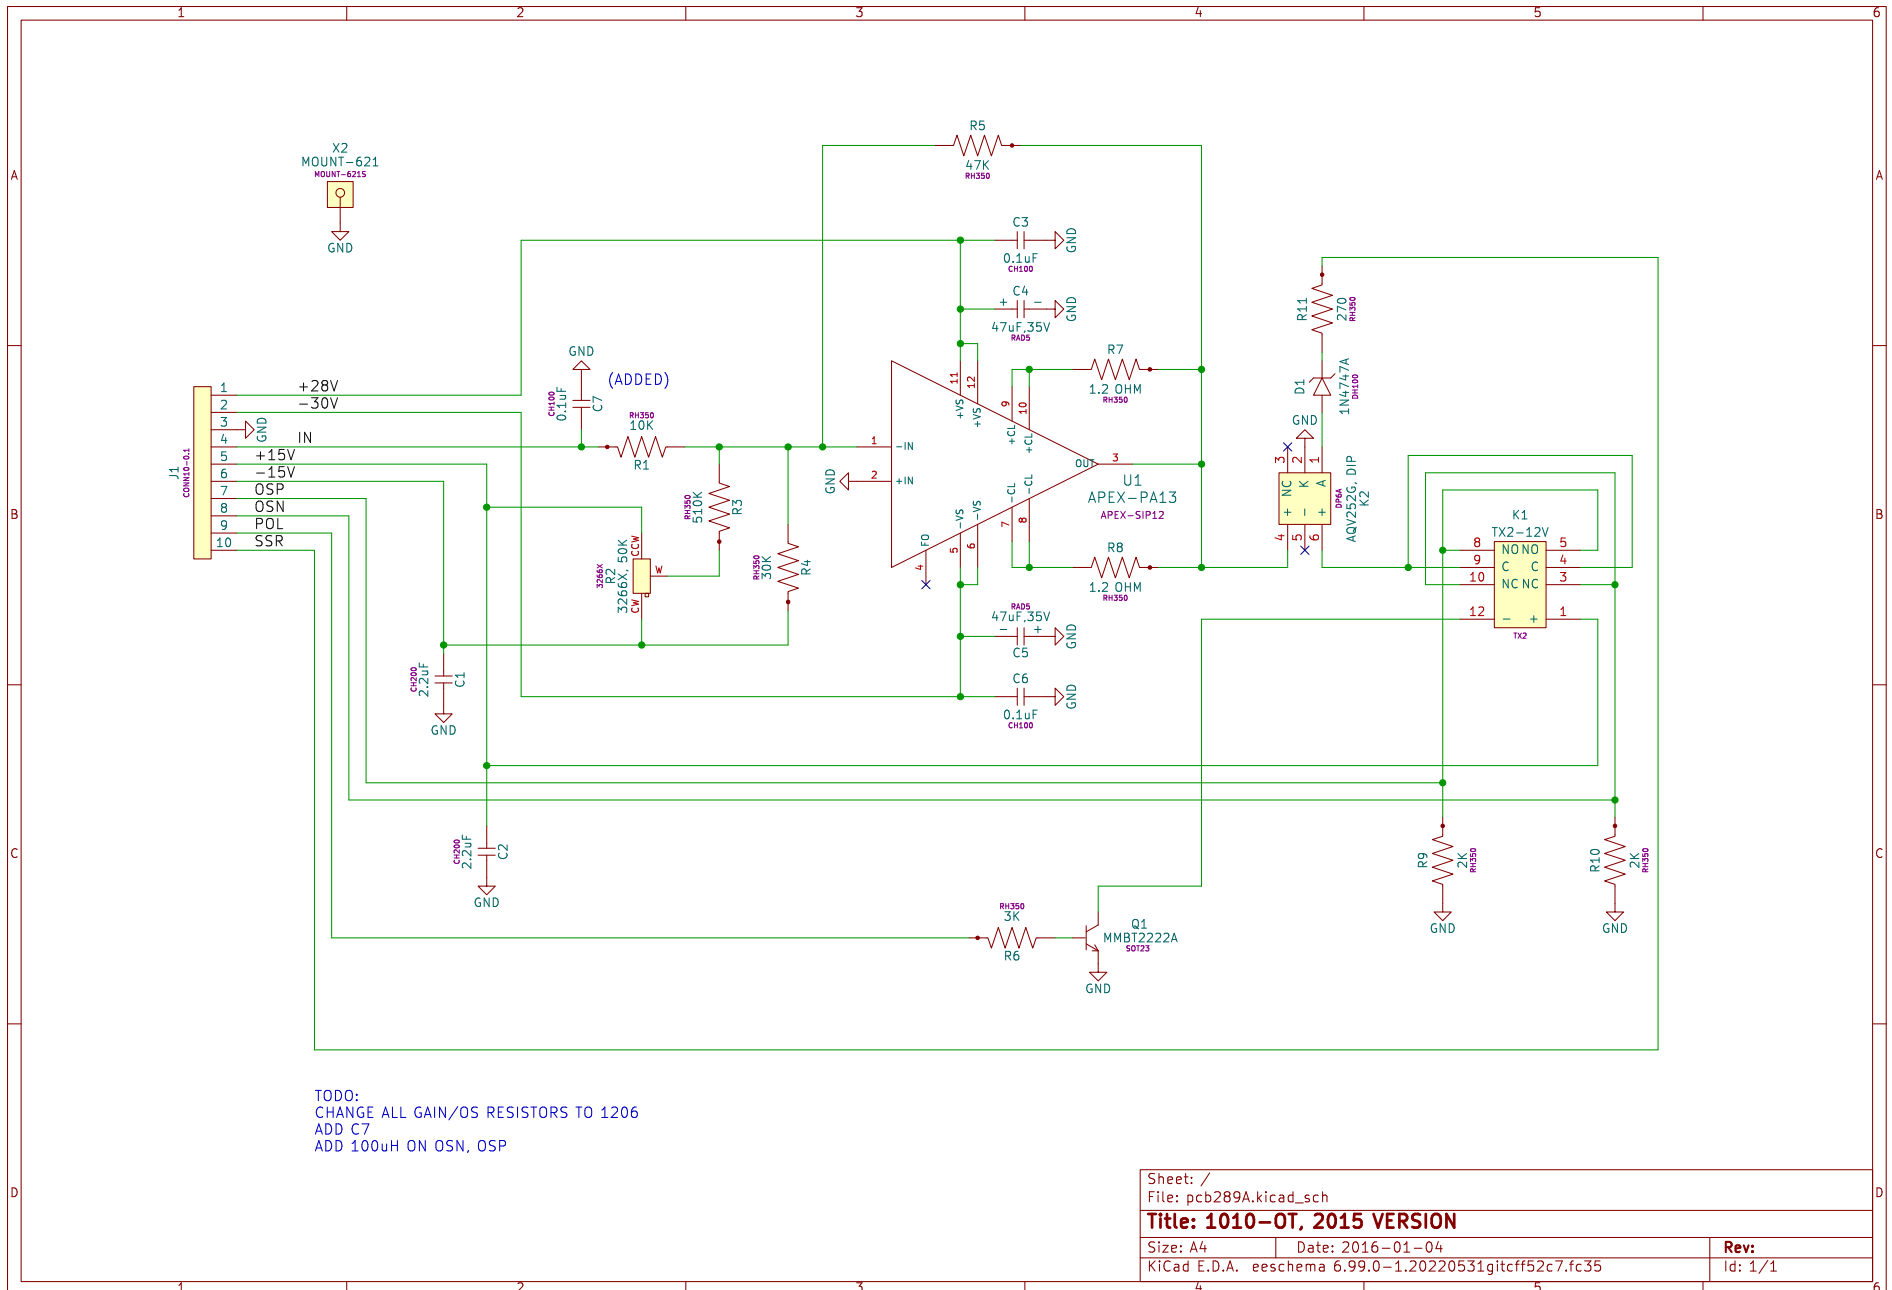 1 2 3 4 5 6
A A
B B
C C
D D
1 2 3 4 5 6
X2
MOUNT-621
MOUNT-621S
GND
J1
CONN10-0.1
1 +28V
2 -30V
3 GND
4 IN
5 +15V
6 -15V
7 OSP
8 OSN
9 POL
10 SSR
GND
(ADDED)
CH100
0.1uF
C7
RH350
10K
R1
RH350
510K
R3
3266X
R2
3266X, 50K
CCW
W
CW
RH350
30K
R4
CH200
2.2uF
C1
GND
CH200
2.2uF
C2
GND
R5
47K
RH350
C3
0.1uF
CH100
GND
C4
+ -
47uF,35V
RAD5
GND
11 +VS
12 +VS
9 +CL
10 +CL
1 -IN
2 +IN
GND
OUT 3
7 -CL
8 -CL
5 -VS
6 -VS
4 FO
U1
APEX-PA13
APEX-SIP12
R7
1.2 OHM
RH350
R8
1.2 OHM
RH350
RAD5
47uF,35V
- +
C5
GND
C6
0.1uF
CH100
GND
R11
270
RH350
D1
1N4747A
DH100
GND
3 2 1
NC K A
+ - +
4 5 6
DP6A
AQV252G, DIP
K2
K1
TX2-12V
8 NO NO 5
9 C C 4
10 NC NC 3
12 - + 1
TX2
R9
2K
RH350
GND
R10
2K
RH350
GND
RH350
3K
R6
Q1
MMBT2222A
SOT23
GND
TODO:
CHANGE ALL GAIN/OS RESISTORS TO 1206
ADD C7
ADD 100uH ON OSN, OSP
Sheet: /
File: pcb289A.kicad_sch
Title: 1010-OT, 2015 VERSION
Size: A4 Date: 2016-01-04 Rev:
KiCad E.D.A. eeschema 6.99.0-1.20220531gitcff52c7.fc35 Id: 1/1